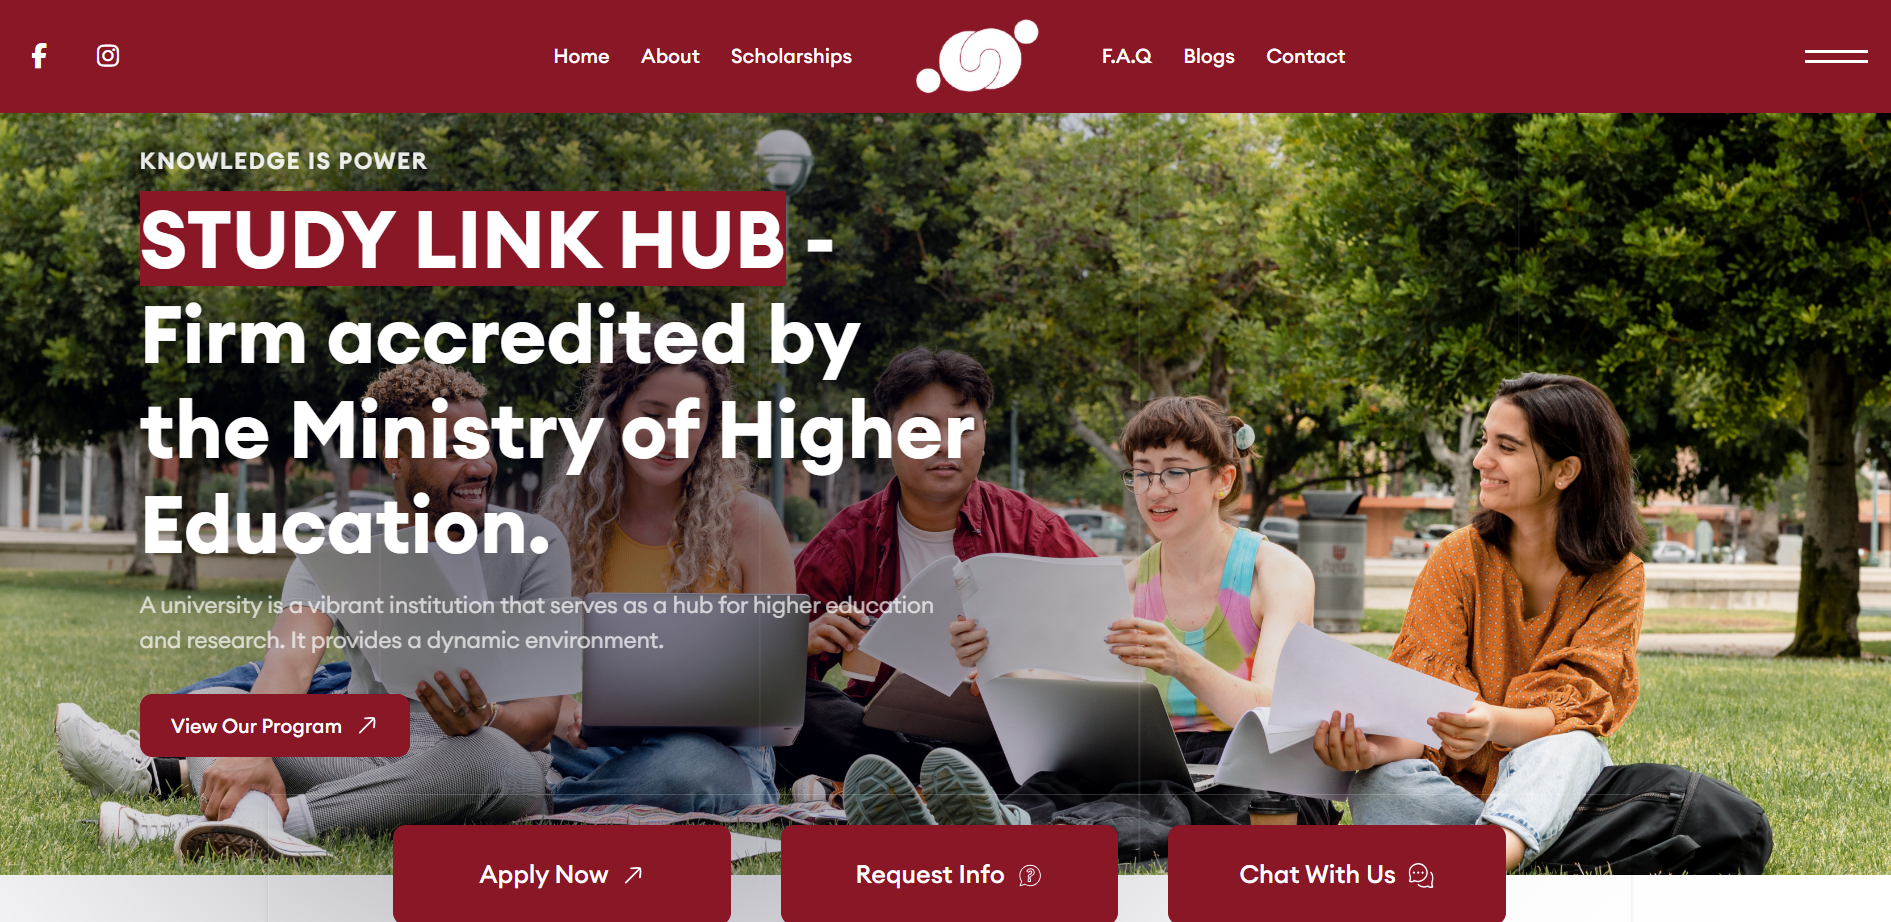 Home About Scholarships F.A.Q Blogs Contact
KNOWLEDGE IS POWER
STUDY LINK HUB -
Firm accredited by
the Ministry of Higher
Education.
A university is a vibrant institution that serves as a hub for higher education
and research. It provides a dynamic environment.
View Our Program
Apply Now
Request Info
Chat With Us